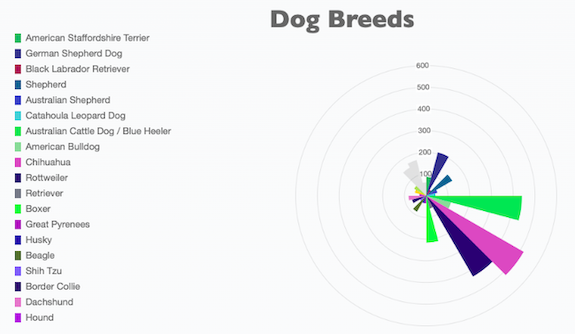 Dog Breeds
American Staffordshire Terrier
German Shepherd Dog
Black Labrador Retriever
Shepherd
Australian Shepherd
Catahoula Leopard Dog
Australian Cattle Dog / Blue Heeler
American Bulldog
Chihuahua
Rottweiler
Retriever
Boxer
Great Pyrenees
Husky
Beagle
Shih Tzu
Border Collie
Dachshund
Hound
600
500
400
300
200
100